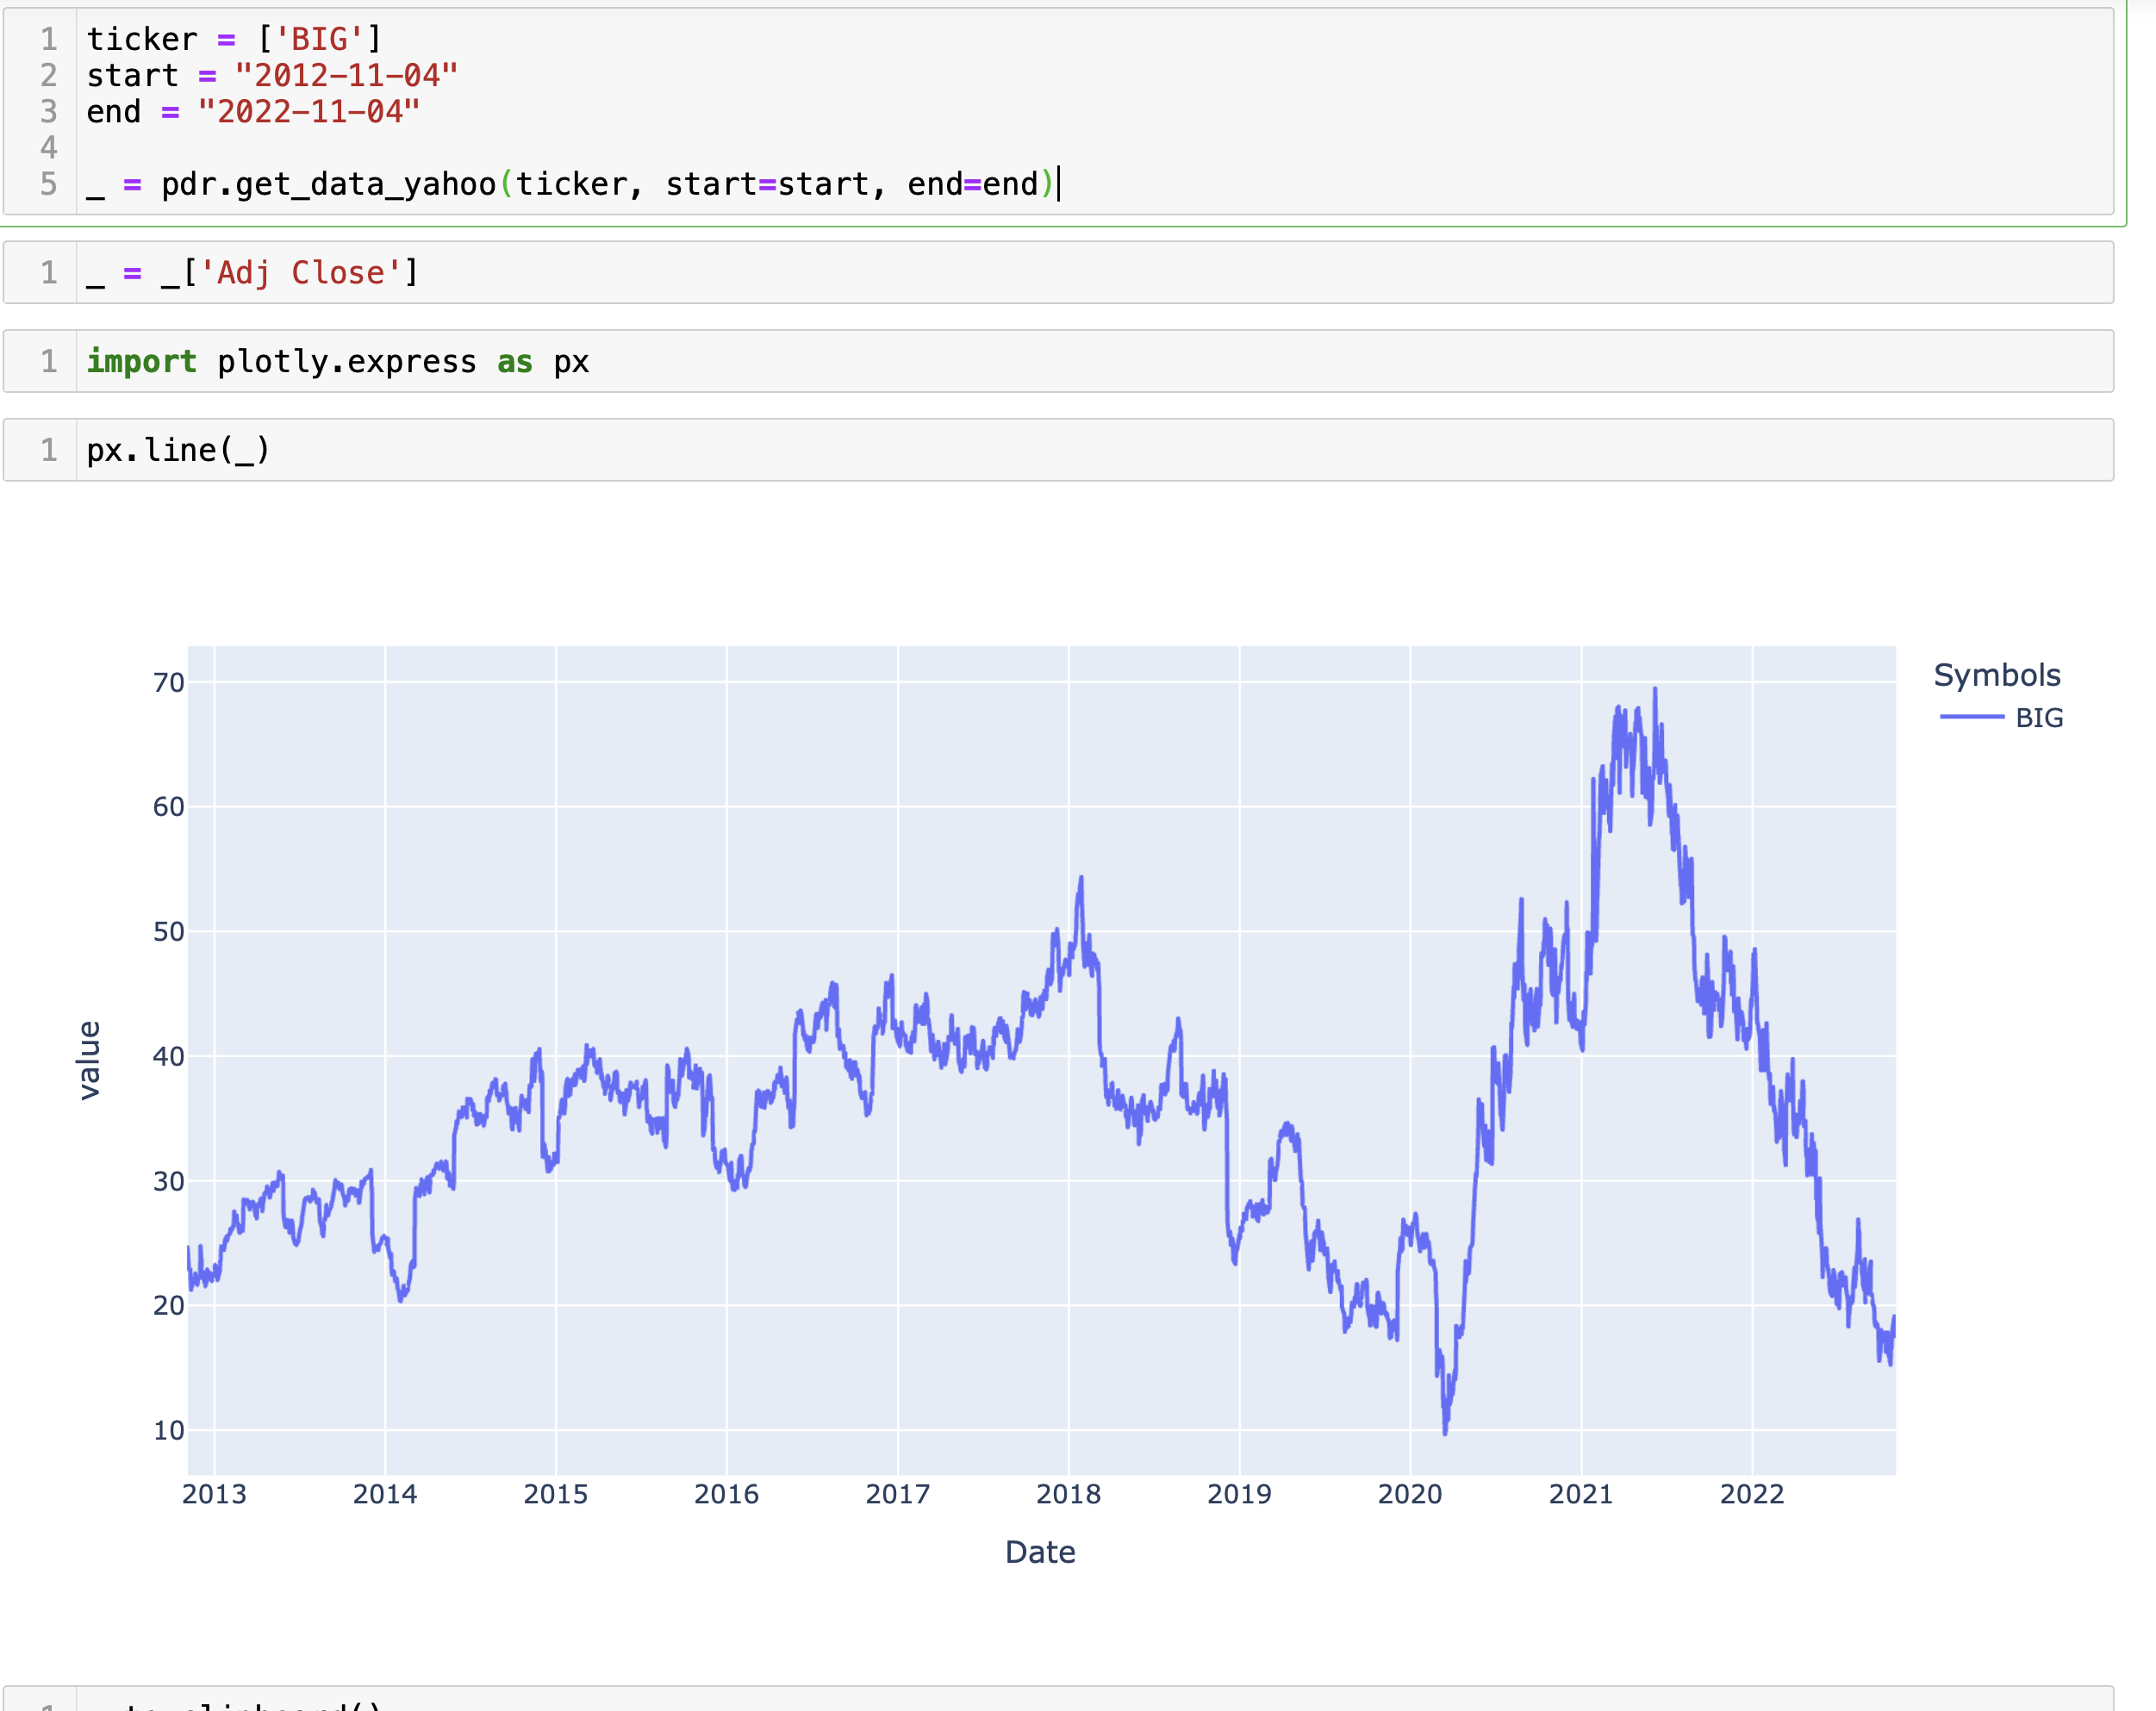 1 ticker = ['BIG']
2 start = "2012-11-04"
3 end = "2022-11-04"
4
5 _ = pdr.get_data_yahoo(ticker, start=start, end=end)
1 _ = _['Adj Close']
1 import plotly.express as px
1 px.line(_)
Symbols
BIG
70
60
50
40
30
20
10
value
2013 2014 2015 2016 2017 2018 2019 2020 2021 2022
Date